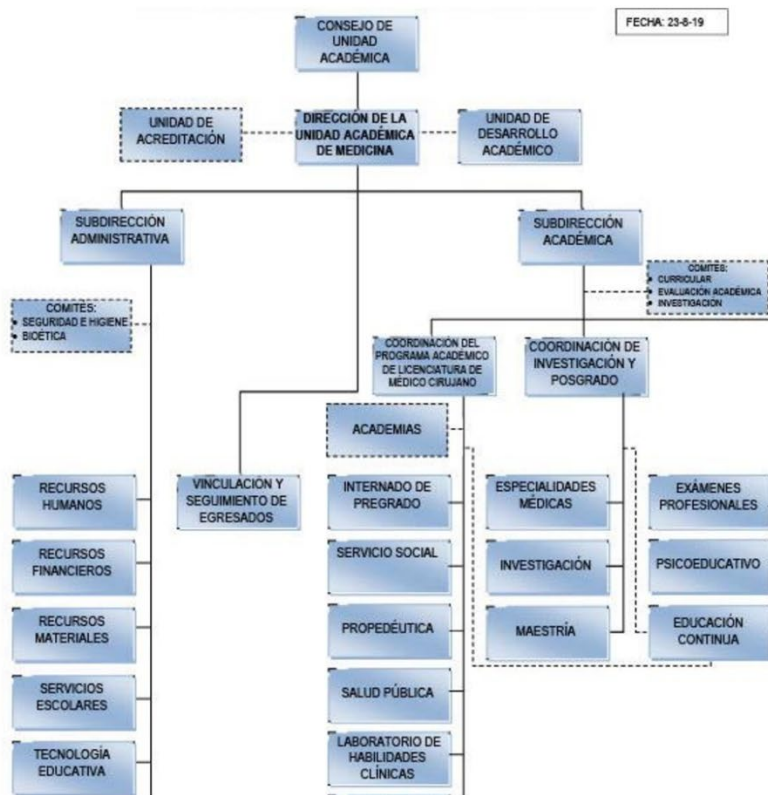 FECHA: 23-8-19
CONSEJO DE
UNIDAD
ACADÉMICA
UNIDAD DE
ACREDITACIÓN
DIRECCIÓN DE LA
UNIDAD ACADÉMICA
DE MEDICINA
UNIDAD DE
DESARROLLO
ACADÉMICO
SUBDIRECCIÓN
ADMINISTRATIVA
SUBDIRECCIÓN
ACADÉMICA
COMITES:
• CURRICULAR
• EVALUACIÓN ACADÉMICA
• INVESTIGACIÓN
COMITÉS:
• SEGURIDAD E HIGIENE
• BIOÉTICA
COORDINACIÓN DEL
PROGRAMA ACADÉMICO
DE LICENCIATURA DE
MÉDICO CIRUJANO
COORDINACIÓN DE
INVESTIGACIÓN Y
POSGRADO
ACADEMIAS
RECURSOS
HUMANOS
VINCULACIÓN Y
SEGUIMIENTO DE
EGRESADOS
INTERNADO DE
PREGRADO
ESPECIALIDADES
MÉDICAS
EXÁMENES
PROFESIONALES
RECURSOS
FINANCIEROS
SERVICIO SOCIAL
INVESTIGACIÓN
PSICOEDUCATIVO
RECURSOS
MATERIALES
PROPEDÉUTICA
MAESTRÍA
EDUCACIÓN
CONTINUA
SERVICIOS
ESCOLARES
SALUD PÚBLICA
TECNOLOGÍA
EDUCATIVA
LABORATORIO DE
HABILIDADES
CLÍNICAS